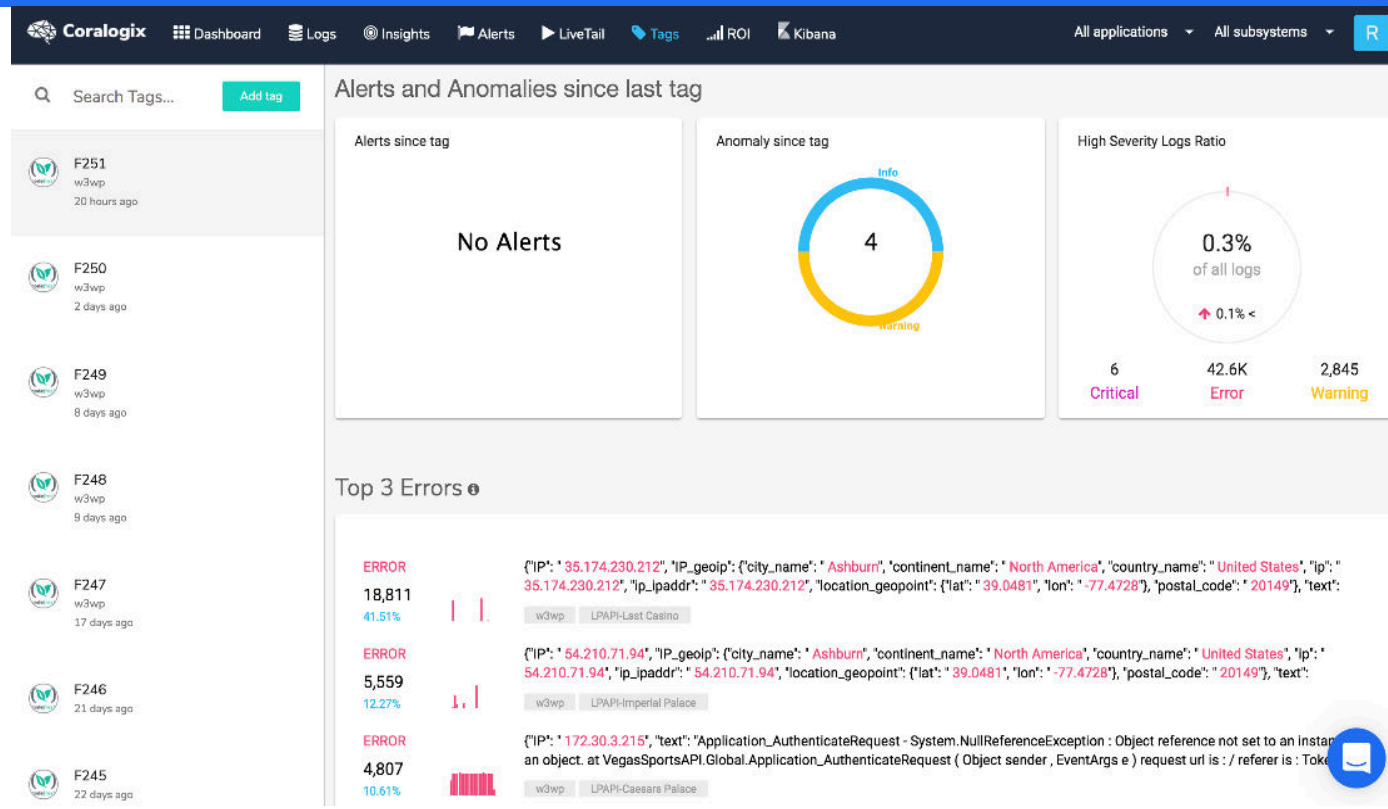 Coralogix Dashboard Logs Insights Alerts LiveTail Tags ROI Kibana All applications All subsystems R
Search Tags... Add tag
F251
w3wp
20 hours ago
F250
w3wp
2 days ago
F249
w3wp
8 days ago
F248
w3wp
9 days ago
F247
w3wp
17 days ago
F246
21 days ago
F245
22 days ago
Alerts and Anomalies since last tag
Alerts since tag
No Alerts
Anomaly since tag
Info
4
Warning
High Severity Logs Ratio
0.3%
of all logs
0.1% <
6 42.6K 2,845
Critical Error Warning
Top 3 Errors
ERROR
18,811
41.51%
{"IP": " 35.174.230.212", "IP_geoip": {"city_name": " Ashburn", "continent_name": " North America", "country_name": " United States", "ip": "
35.174.230.212", "ip_ipaddr": " 35.174.230.212", "location_geopoint": {"lat": " 39.0481", "lon": " -77.4728"}, "postal_code": " 20149"}, "text":
w3wp LPAPI-Last Casino
ERROR
5,559
12.27%
{"IP": " 54.210.71.94", "IP_geoip": {"city_name": " Ashburn", "continent_name": " North America", "country_name": " United States", "ip": "
54.210.71.94", "ip_ipaddr": " 54.210.71.94", "location_geopoint": {"lat": " 39.0481", "lon": " -77.4728"}, "postal_code": " 20149"}, "text":
w3wp LPAPI-Imperial Palace
ERROR
4,807
10.61%
{"IP": " 172.30.3.215", "text": "Application_AuthenticateRequest - System.NullReferenceException : Object reference not set to an instan
an object. at VegasSportsAPI.Global.Application_AuthenticateRequest ( Object sender , EventArgs e ) request url is : / referer is : Toke
w3wp LPAPI-Caesars Palace